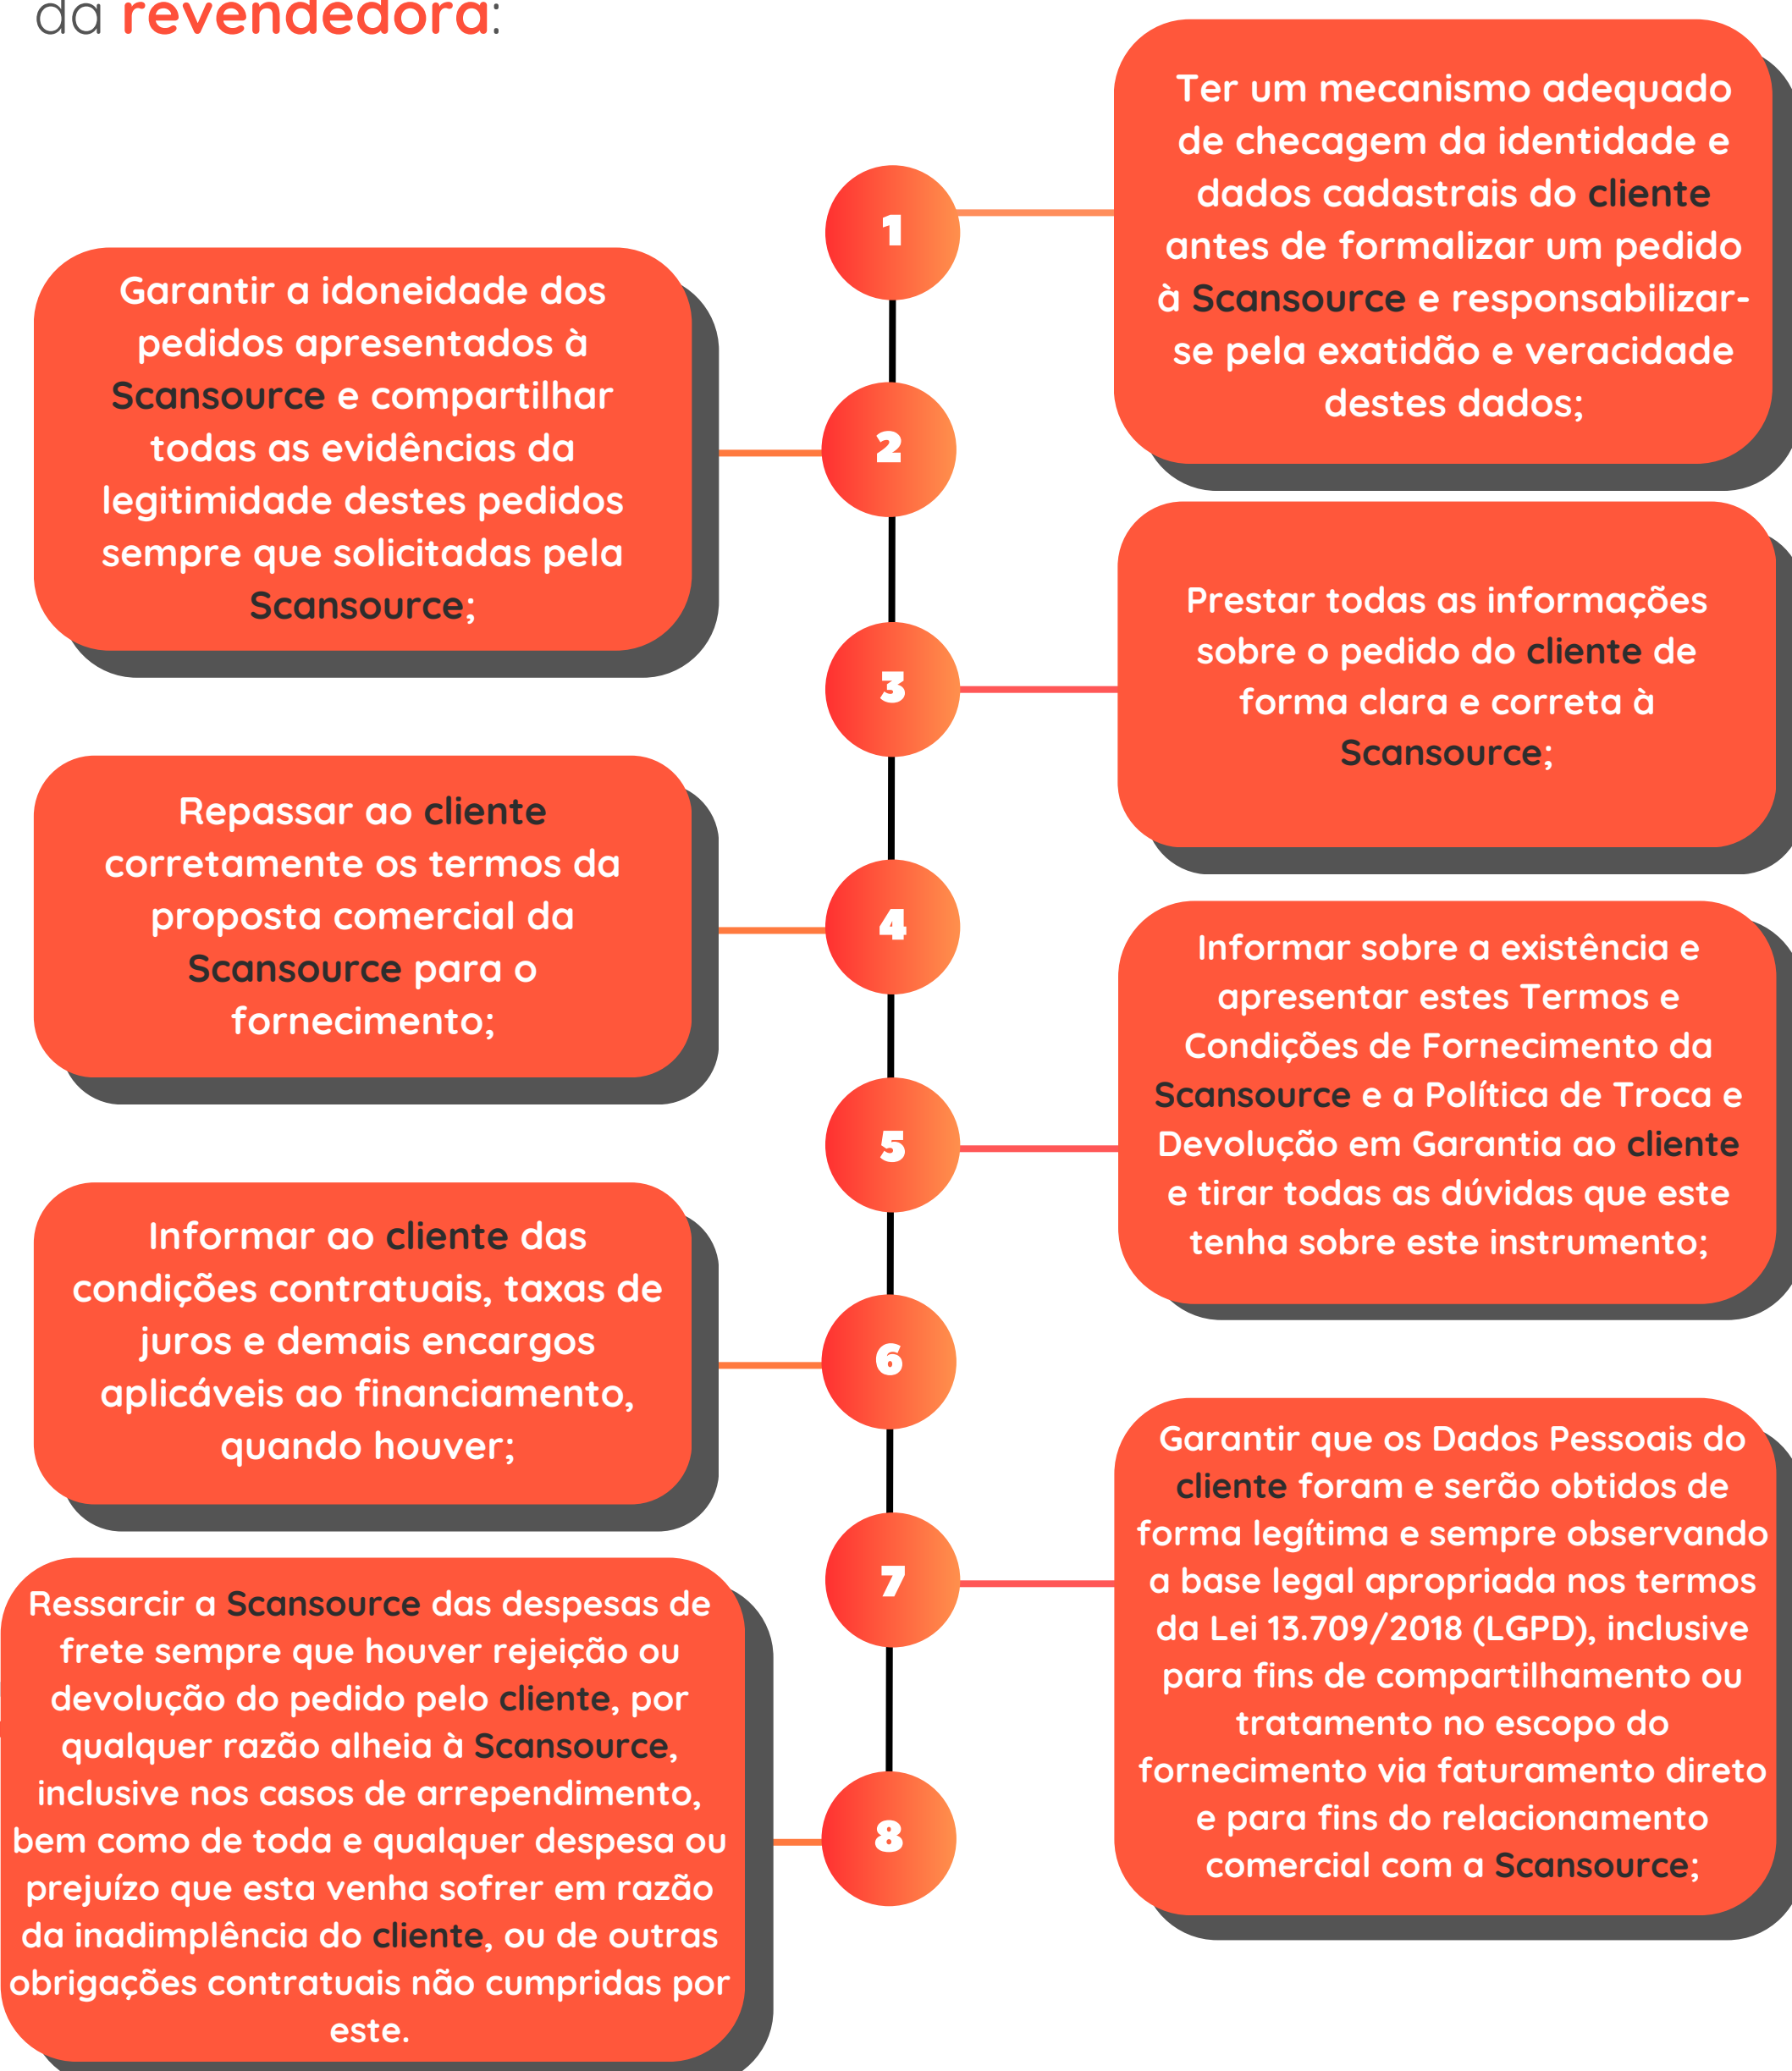 da revendedora:
1
Ter um mecanismo adequado
de checagem da identidade e
dados cadastrais do cliente
antes de formalizar um pedido
à Scansource e responsabilizar-
se pela exatidão e veracidade
destes dados;
2
Garantir a idoneidade dos
pedidos apresentados à
Scansource e compartilhar
todas as evidências da
legitimidade destes pedidos
sempre que solicitadas pela
Scansource;
3
Prestar todas as informações
sobre o pedido do cliente de
forma clara e correta à
Scansource;
4
Repassar ao cliente
corretamente os termos da
proposta comercial da
Scansource para o
fornecimento;
5
Informar sobre a existência e
apresentar estes Termos e
Condições de Fornecimento da
Scansource e a Política de Troca e
Devolução em Garantia ao cliente
e tirar todas as dúvidas que este
tenha sobre este instrumento;
6
Informar ao cliente das
condições contratuais, taxas de
juros e demais encargos
aplicáveis ao financiamento,
quando houver;
7
Garantir que os Dados Pessoais do
cliente foram e serão obtidos de
forma legítima e sempre observando
a base legal apropriada nos termos
da Lei 13.709/2018 (LGPD), inclusive
para fins de compartilhamento ou
tratamento no escopo do
fornecimento via faturamento direto
e para fins do relacionamento
comercial com a Scansource;
8
Ressarcir a Scansource das despesas de
frete sempre que houver rejeição ou
devolução do pedido pelo cliente, por
qualquer razão alheia à Scansource,
inclusive nos casos de arrependimento,
bem como de toda e qualquer despesa ou
prejuízo que esta venha sofrer em razão
da inadimplência do cliente, ou de outras
obrigações contratuais não cumpridas por
este.